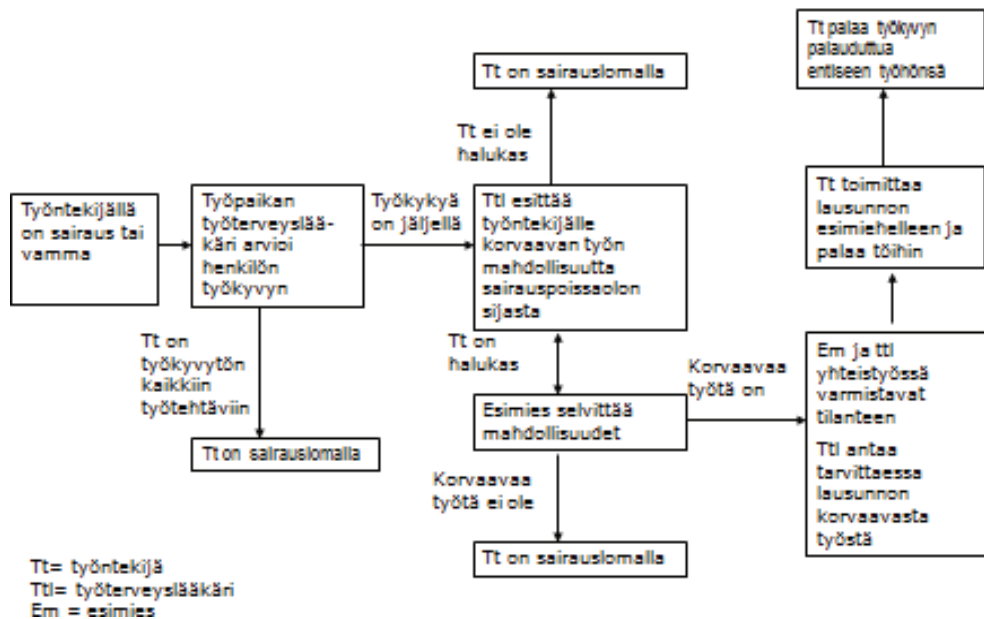 Työntekijällä
on sairaus tai
vamma
Työpaikan
työterveyslää-
käri arvioi
henkilön
työkyvyn
Tt on
työkyvytön
kaikkiin
työtehtäviin
Tt on sairauslomalla
Työkykyä
on jäljellä
Ttl esittää
työntekijälle
korvaavan työn
mahdollisuutta
sairauspoissaolon
sijasta
Tt ei ole
halukas
Tt on sairauslomalla
Tt on
halukas
Esimies selvittää
mahdollisuudet
Korvaavaa
työtä ei ole
Tt on sairauslomalla
Korvaavaa
työtä on
Em ja ttl
yhteistyössä
varmistavat
tilanteen
Ttl antaa
tarvittaessa
lausunnon
korvaavasta
työstä
Tt toimittaa
lausunnon
esimiehelleen ja
palaa töihin
Tt palaa työkyvyn
palauduttua
entiseen työhönsä
Tt= työntekijä
Ttl= työterveyslääkäri
Em = esimies